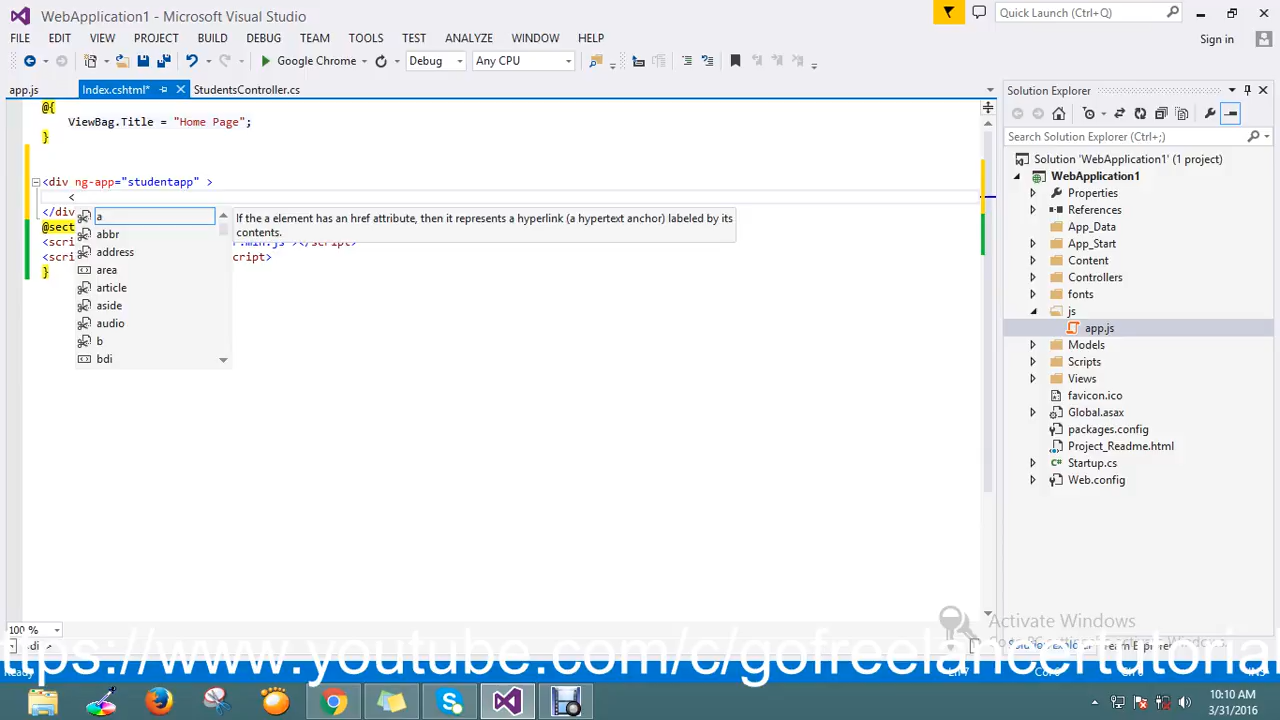 WebApplication1 - Microsoft Visual Studio
Quick Launch (Ctrl+Q)
FILE EDIT VIEW PROJECT BUILD DEBUG TEAM TOOLS TEST ANALYZE WINDOW HELP
Sign in
Google Chrome Debug Any CPU
app.js Index.cshtml* StudentsController.cs
@{
ViewBag.Title = "Home Page";
}
<div ng-app="studentapp" >
<
</div
@sect
<scri r.min.js"></script>
<scri cript>
}
a
abbr
address
area
article
aside
audio
b
bdi
If the a element has an href attribute, then it represents a hyperlink (a hypertext anchor) labeled by its
contents.
100 %
Solution Explorer
Search Solution Explorer (Ctrl+;)
Solution 'WebApplication1' (1 project)
WebApplication1
Properties
References
App_Data
App_Start
Content
Controllers
fonts
js
app.js
Models
Scripts
Views
favicon.ico
Global.asax
packages.config
Project_Readme.html
Startup.cs
Web.config
Activate Windows
ttps://www.youtube.com/c/gofreelancertutoria
10:10 AM
3/31/2016